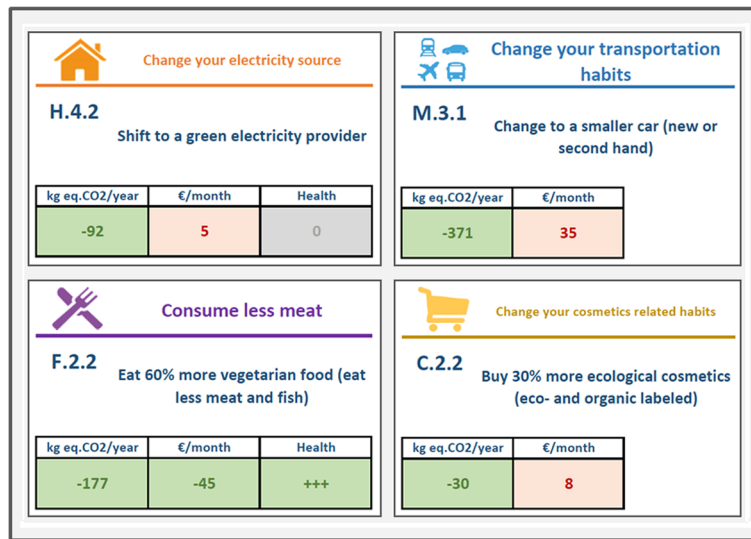 Change your electricity source
H.4.2
Shift to a green electricity provider
kg eq.CO2/year €/month Health
-92 5 0
Change your transportation
habits
M.3.1
Change to a smaller car (new or
second hand)
kg eq.CO2/year €/month
-371 35
Consume less meat
F.2.2
Eat 60% more vegetarian food (eat
less meat and fish)
kg eq.CO2/year €/month Health
-177 -45 +++
Change your cosmetics related habits
C.2.2
Buy 30% more ecological cosmetics
(eco- and organic labeled)
kg eq.CO2/year €/month
-30 8